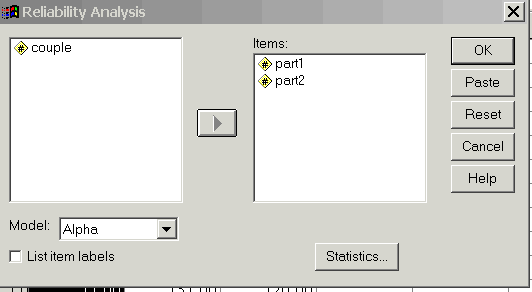 Reliability Analysis
couple
Items:
part1
part2
OK
Paste
Reset
Cancel
Help
Model: Alpha
List item labels
Statistics...